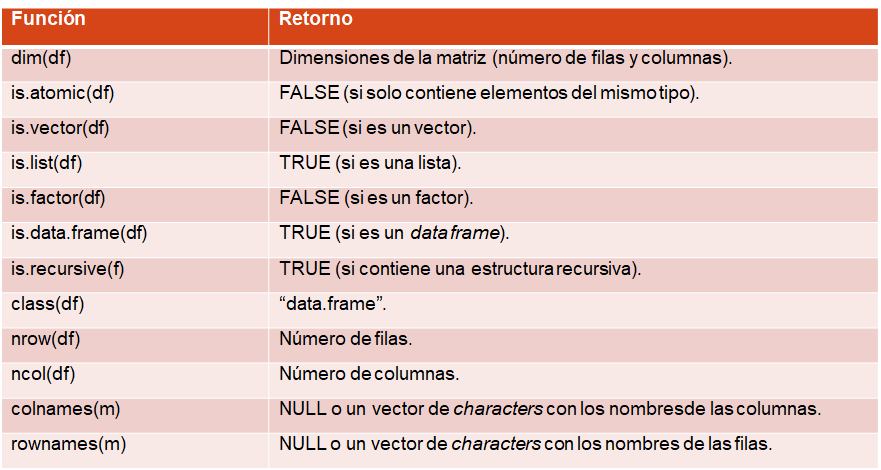 Función Retorno
dim(df) Dimensiones de la matriz (número de filas y columnas).
is.atomic(df) FALSE (si solo contiene elementos del mismo tipo).
is.vector(df) FALSE (si es un vector).
is.list(df) TRUE (si es una lista).
is.factor(df) FALSE (si es un factor).
is.data.frame(df) TRUE (si es un data frame).
is.recursive(f) TRUE (si contiene una estructura recursiva).
class(df) “data.frame”.
nrow(df) Número de filas.
ncol(df) Número de columnas.
colnames(m) NULL o un vector de characters con los nombres de las columnas.
rownames(m) NULL o un vector de characters con los nombres de las filas.